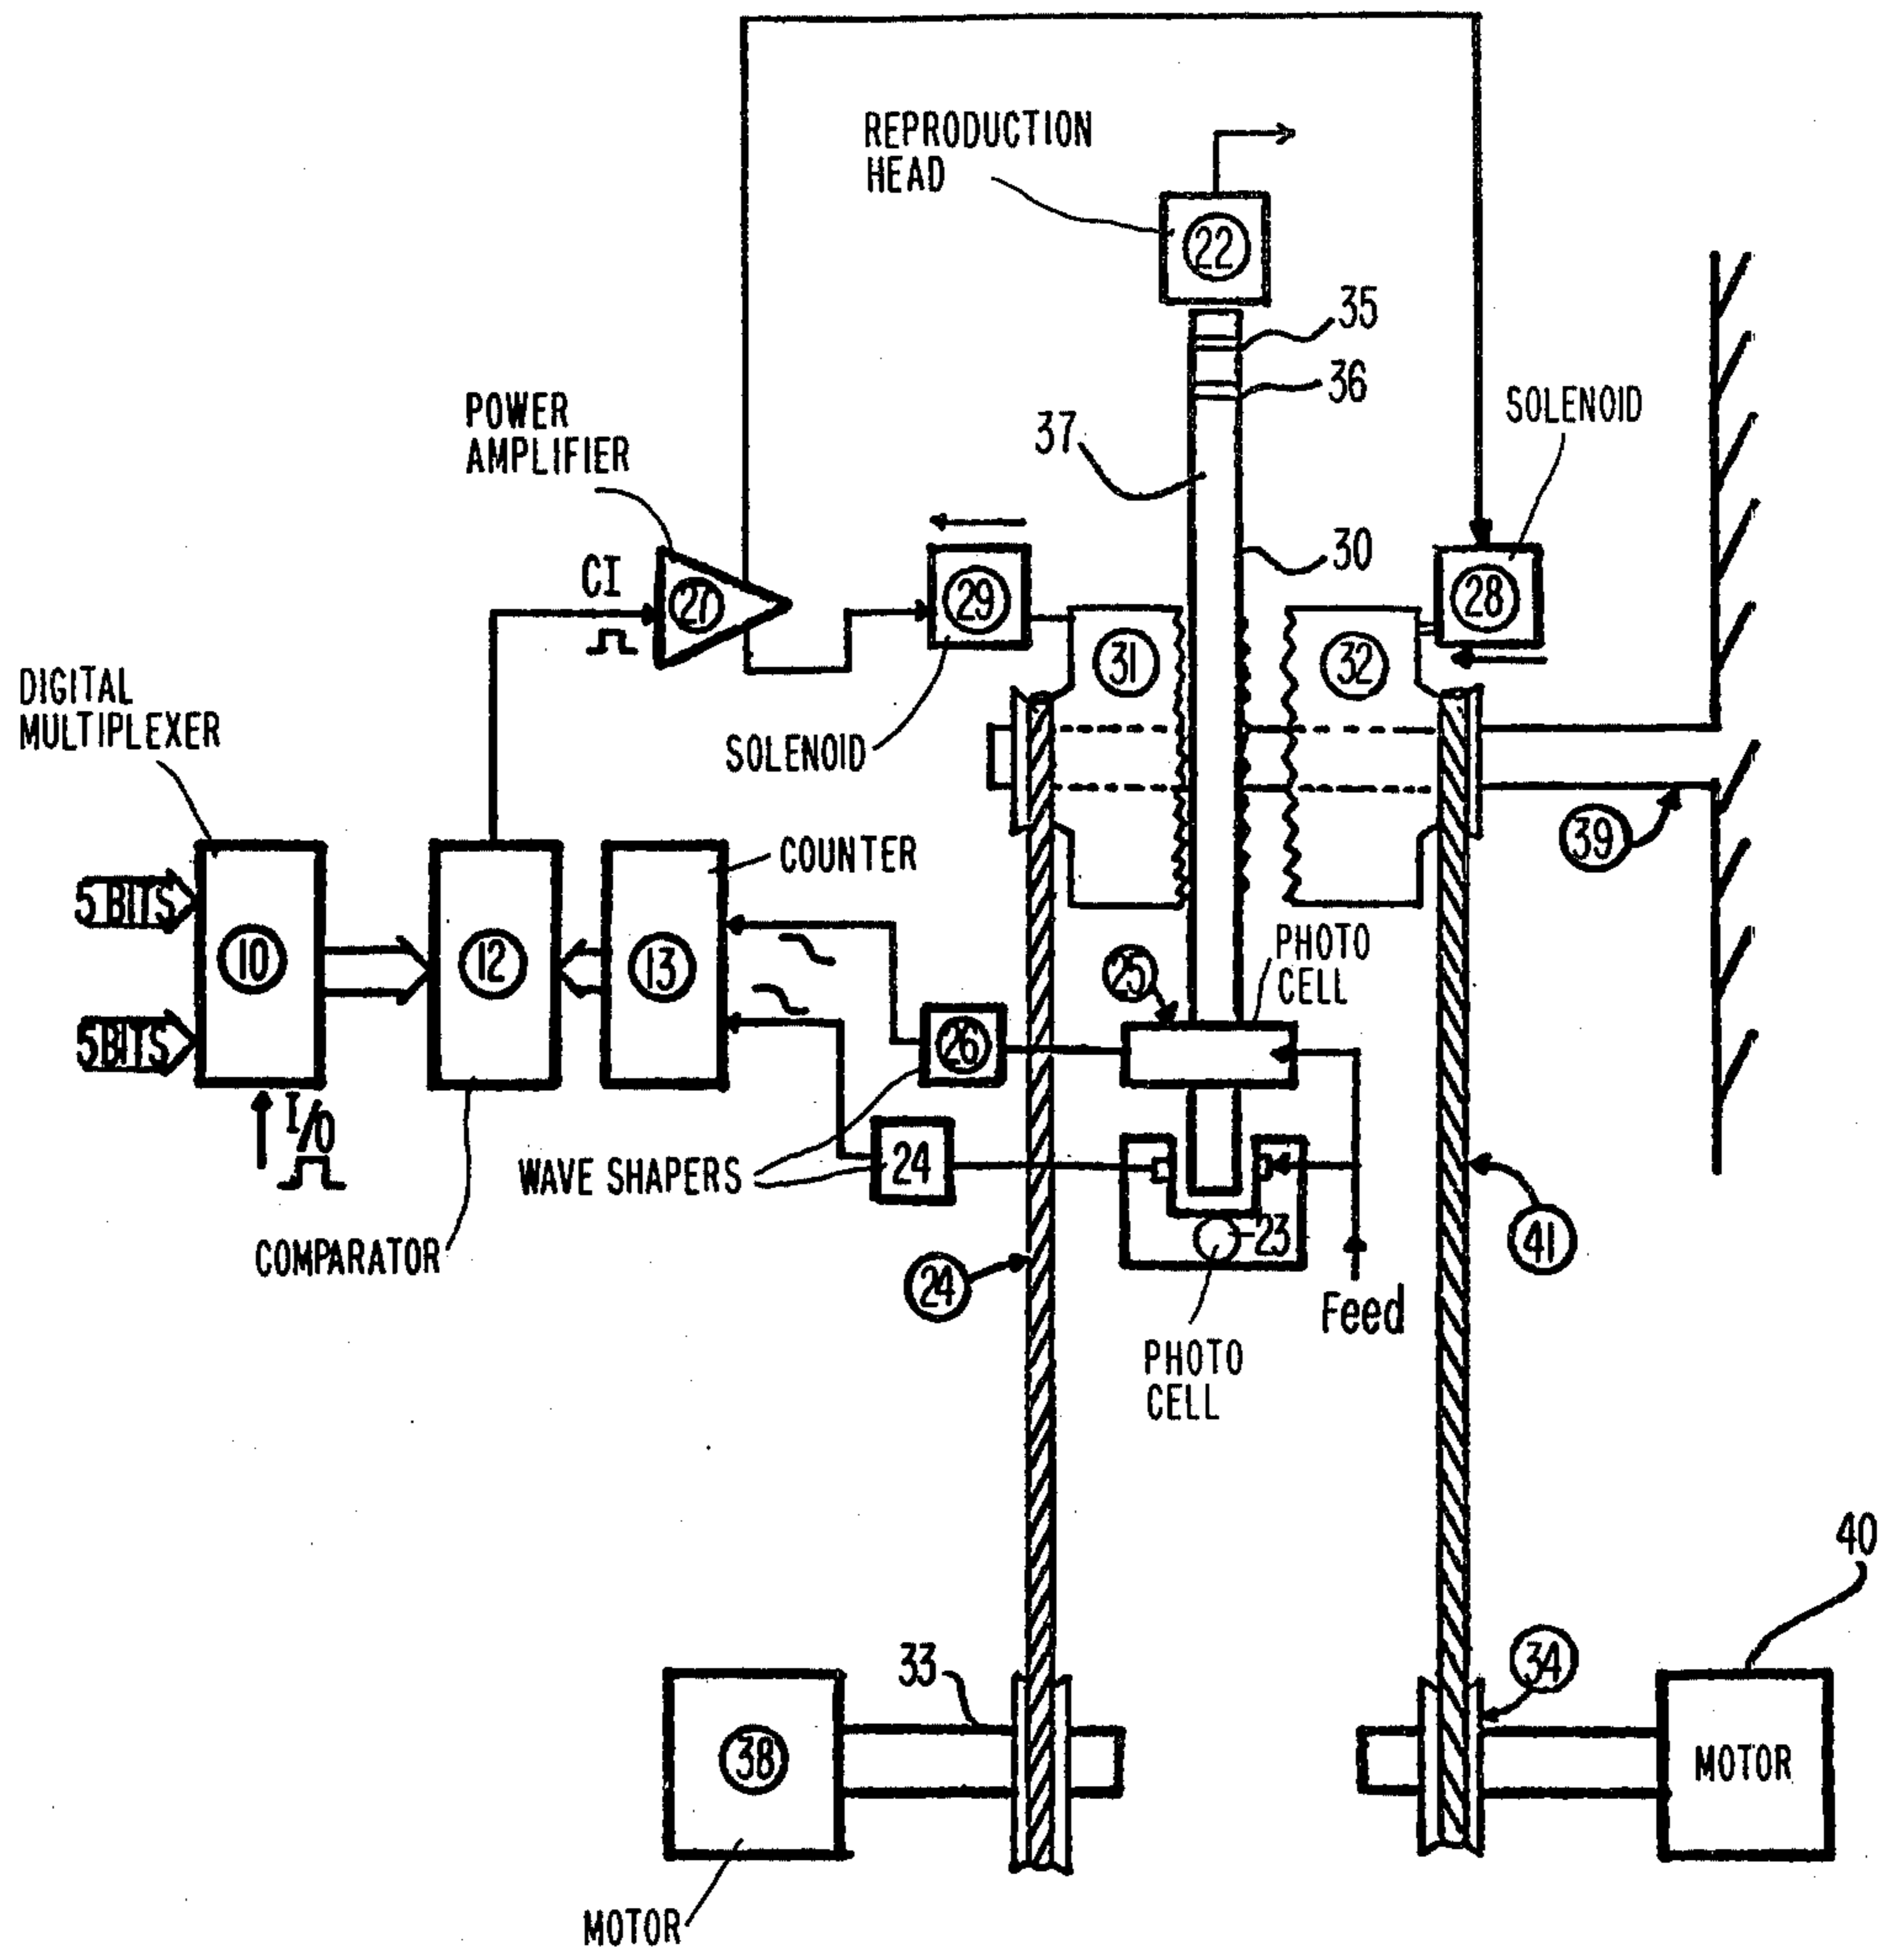 REPRODUCTION
HEAD
22
35
36
37
30
SOLENOID
28
POWER
AMPLIFIER
CI
27
29
SOLENOID
31
32
39
DIGITAL
MULTIPLEXER
5 BITS
5 BITS
10
I/O
12
COMPARATOR
13
COUNTER
PHOTO
CELL
25
26
24
WAVE SHAPERS
23
PHOTO
CELL
Feed
24
41
33
38
MOTOR
34
40
MOTOR